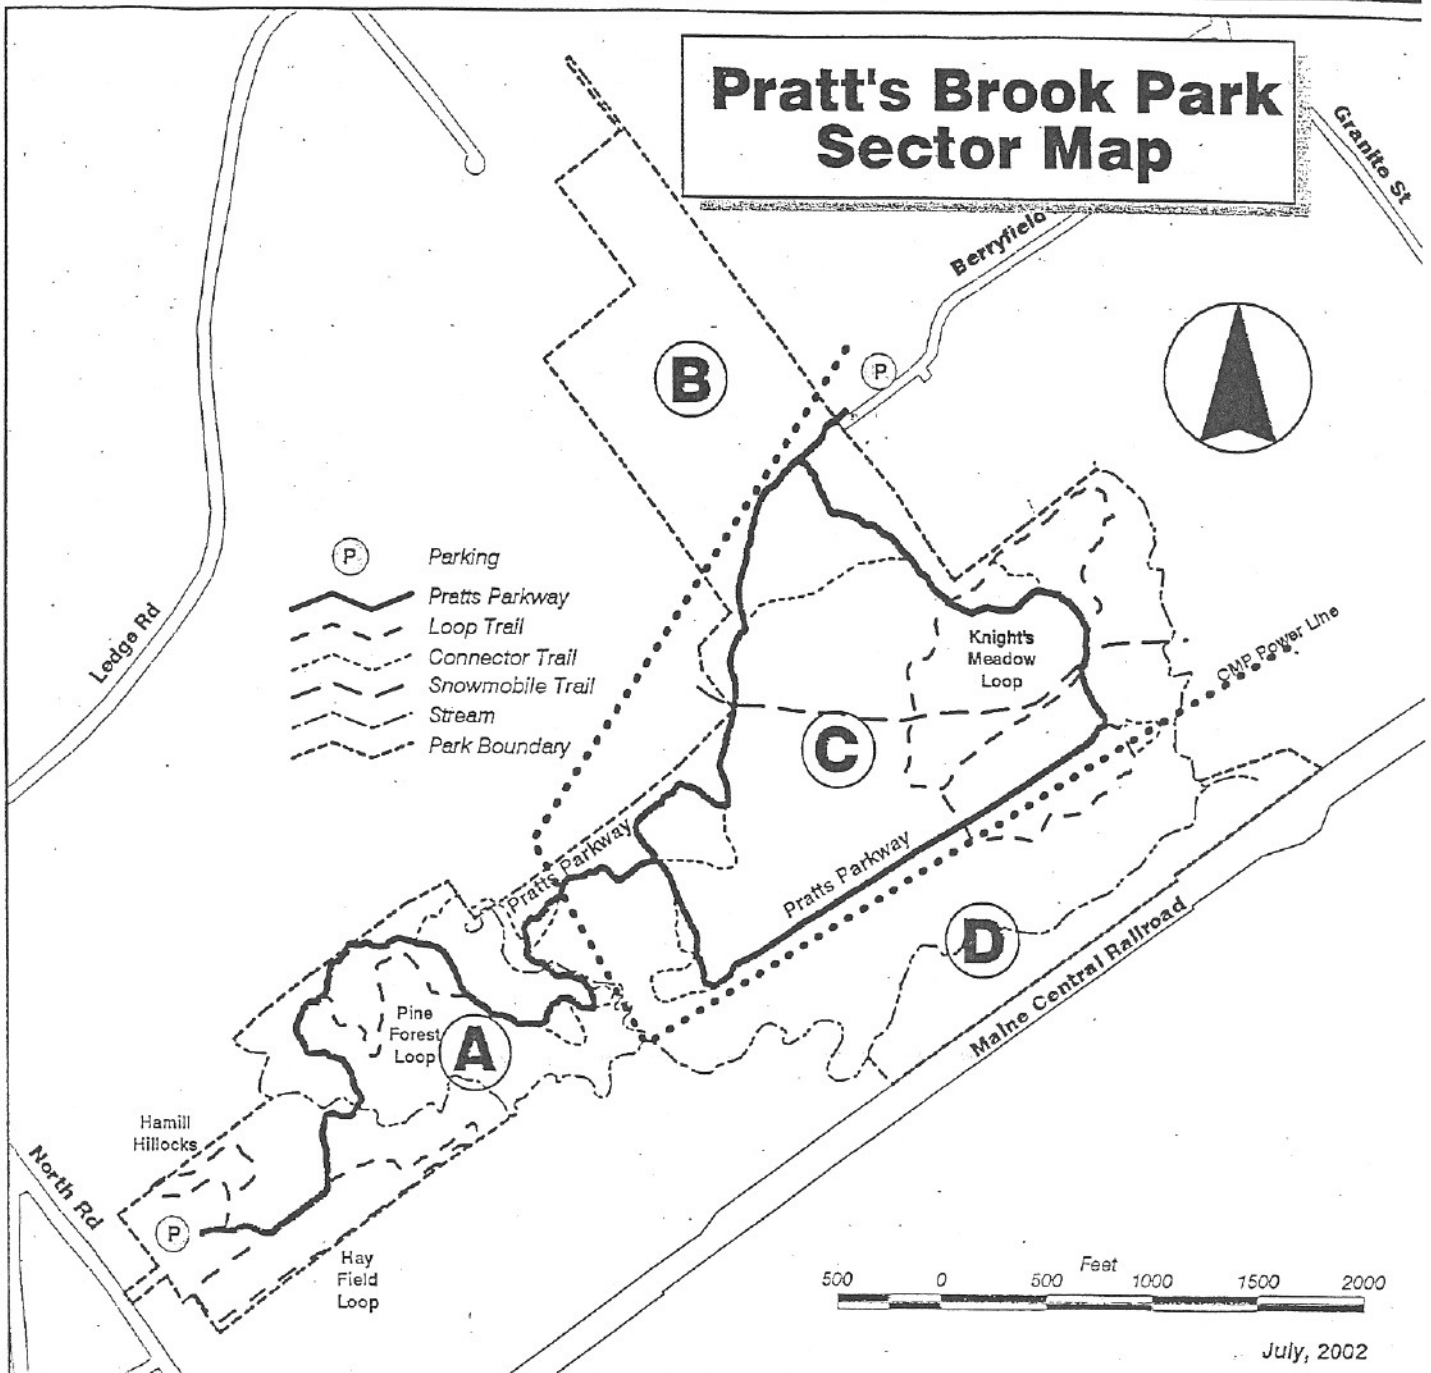 Pratt's Brook Park
Sector Map
Granite St
Berryfield
B
P
P
Parking
Pratts Parkway
Loop Trail
Connector Trail
Snowmobile Trail
Stream
Park Boundary
Ledge Rd
Knight's
Meadow
Loop
CMP Power Line
C
Pratts Parkway
Pratts Parkway
D
Maine Central Railroad
Pine
Forest
Loop
A
Hamill
Hillocks
North Rd
P
Hay
Field
Loop
Feet
500 0 500 1000 1500 2000
July, 2002